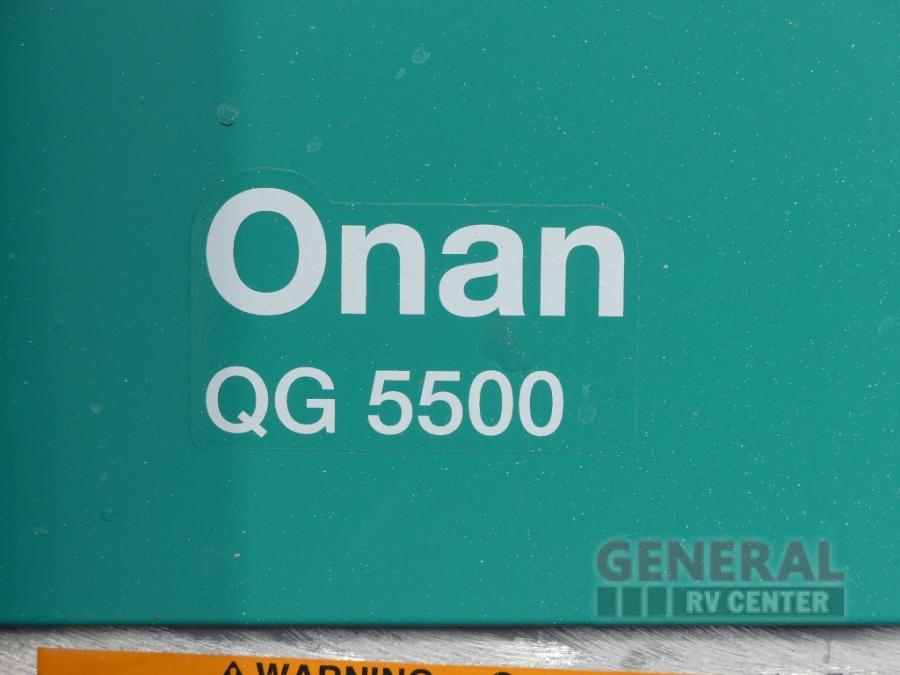 Onan
QG 5500
GENERAL
RV CENTER
WARNING